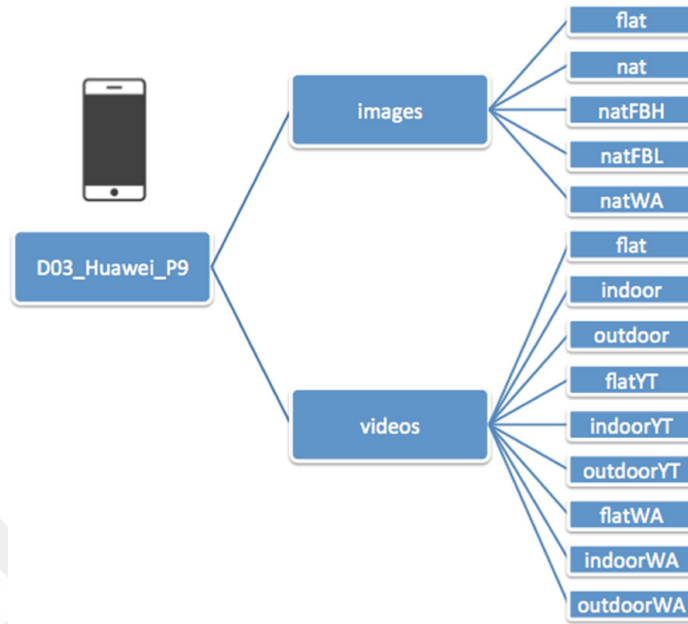 flat
nat
images
natFBH
natFBL
natWA
D03_Huawei_P9
flat
indoor
outdoor
flatYT
videos
indoorYT
outdoorYT
flatWA
indoorWA
outdoorWA